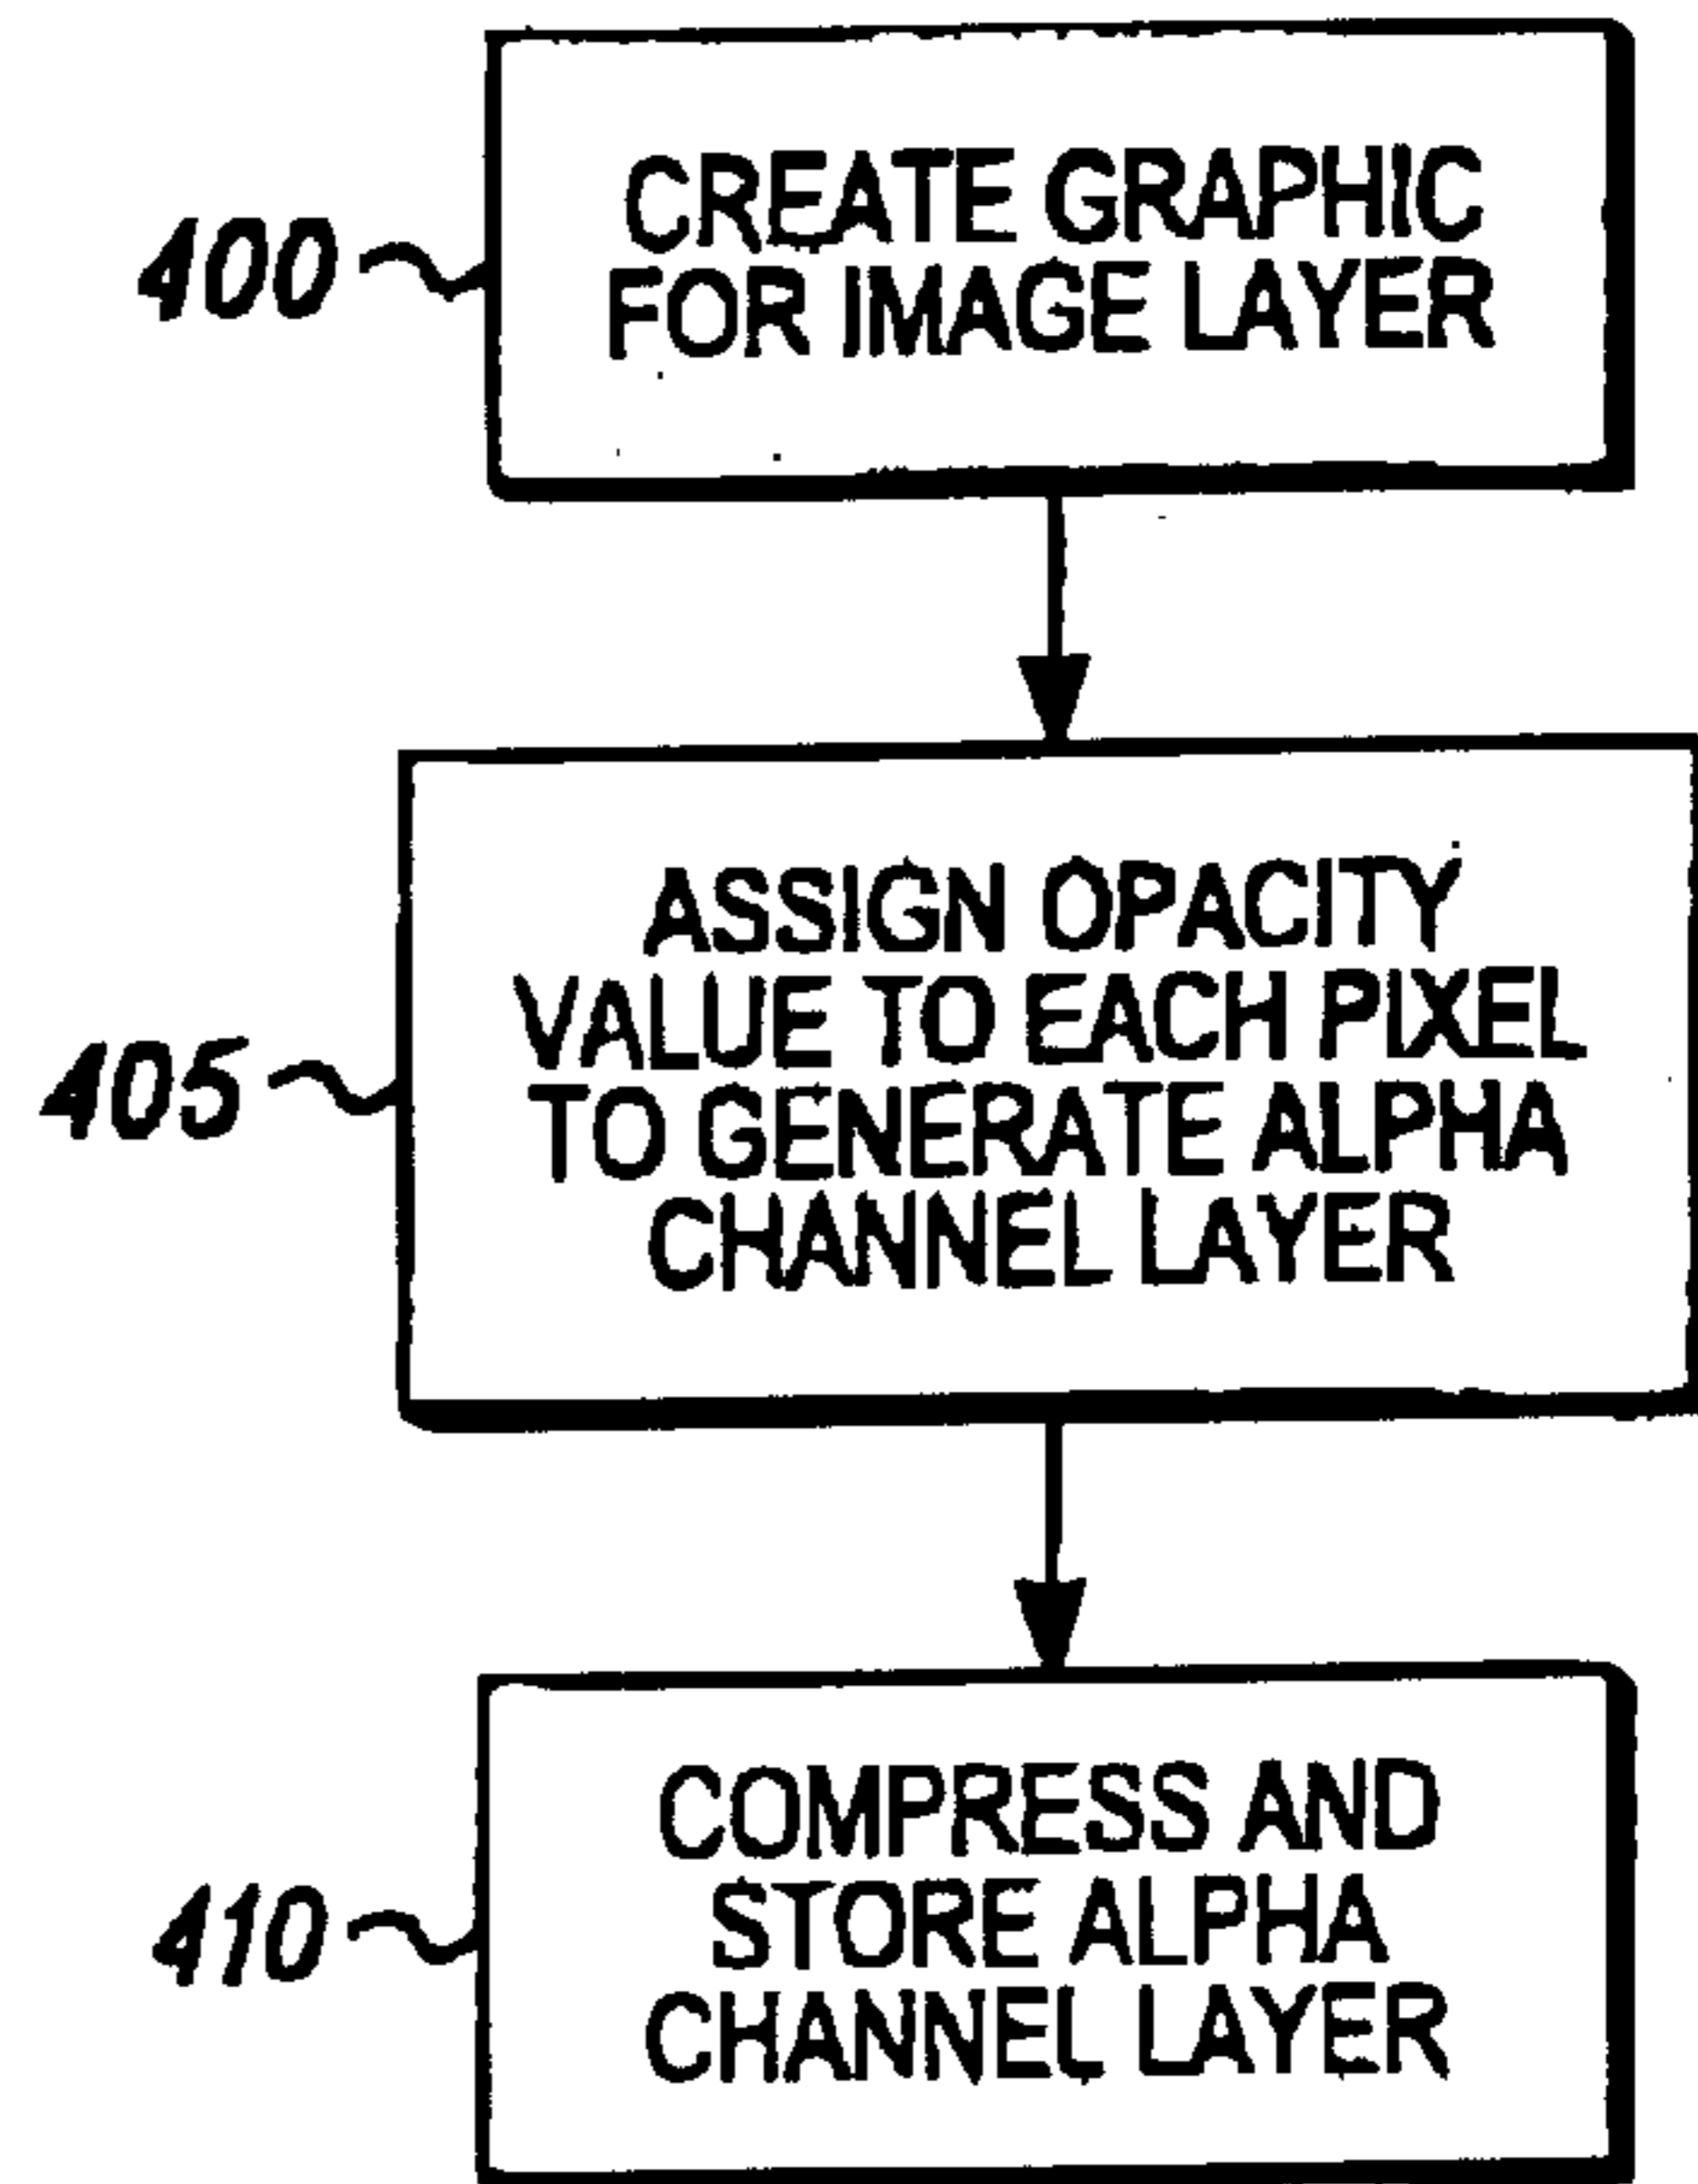 400
CREATE GRAPHIC
FOR IMAGE LAYER
405
ASSIGN OPACITY
VALUE TO EACH PIXEL
TO GENERATE ALPHA
CHANNEL LAYER
410
COMPRESS AND
STORE ALPHA
CHANNEL LAYER